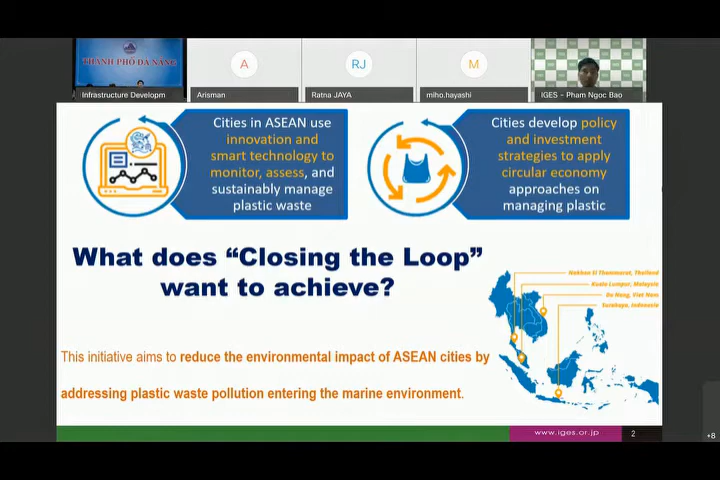 THÀNH PHỐ ĐÀ NẴNG
A
RJ
M
Infrastructure Developm
Arisman
Ratna JAYA
miho.hayashi
IGES - Pham Ngoc Bao
Cities in ASEAN use
innovation and
smart technology to
monitor, assess, and
sustainably manage
plastic waste
Cities develop policy
and investment
strategies to apply
circular economy
approaches on
managing plastic
What does “Closing the Loop”
want to achieve?
Nakhon Si Thammarat, Thailand
Kuala Lumpur, Malaysia
Da Nang, Viet Nam
Surabaya, Indonesia
This initiative aims to reduce the environmental impact of ASEAN cities by
addressing plastic waste pollution entering the marine environment.
www.iges.or.jp
2
+8